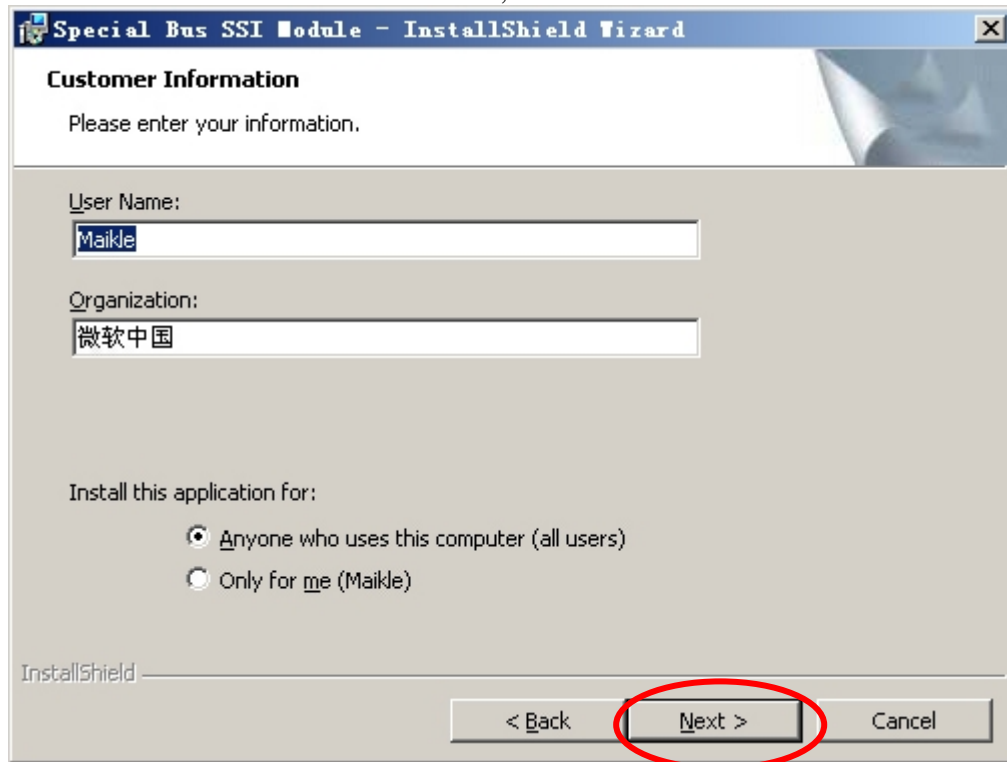 Special Bus SSI Module - InstallShield Wizard
Customer Information
Please enter your information.
User Name:
Maikle
Organization:
微软中国
Install this application for:
Anyone who uses this computer (all users)
Only for me (Maikle)
InstallShield
< Back Next > Cancel